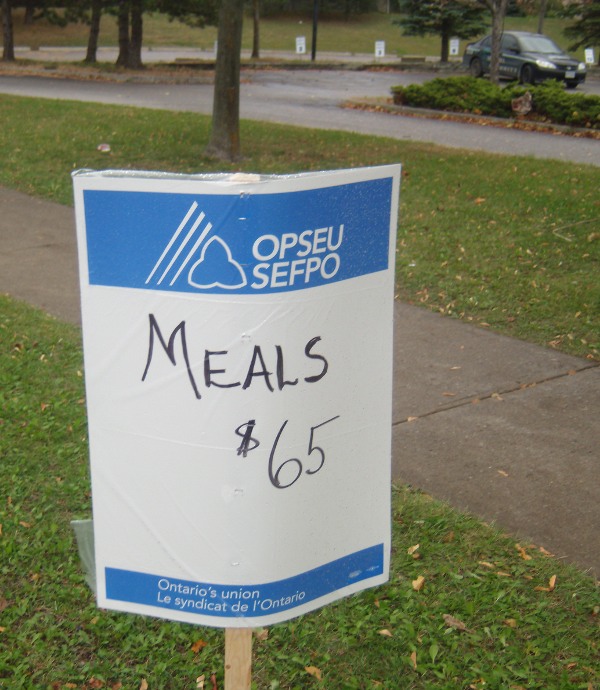 OPSEU
SEFPO
MEALS
$65
Ontario's union
Le syndicat de l'Ontario